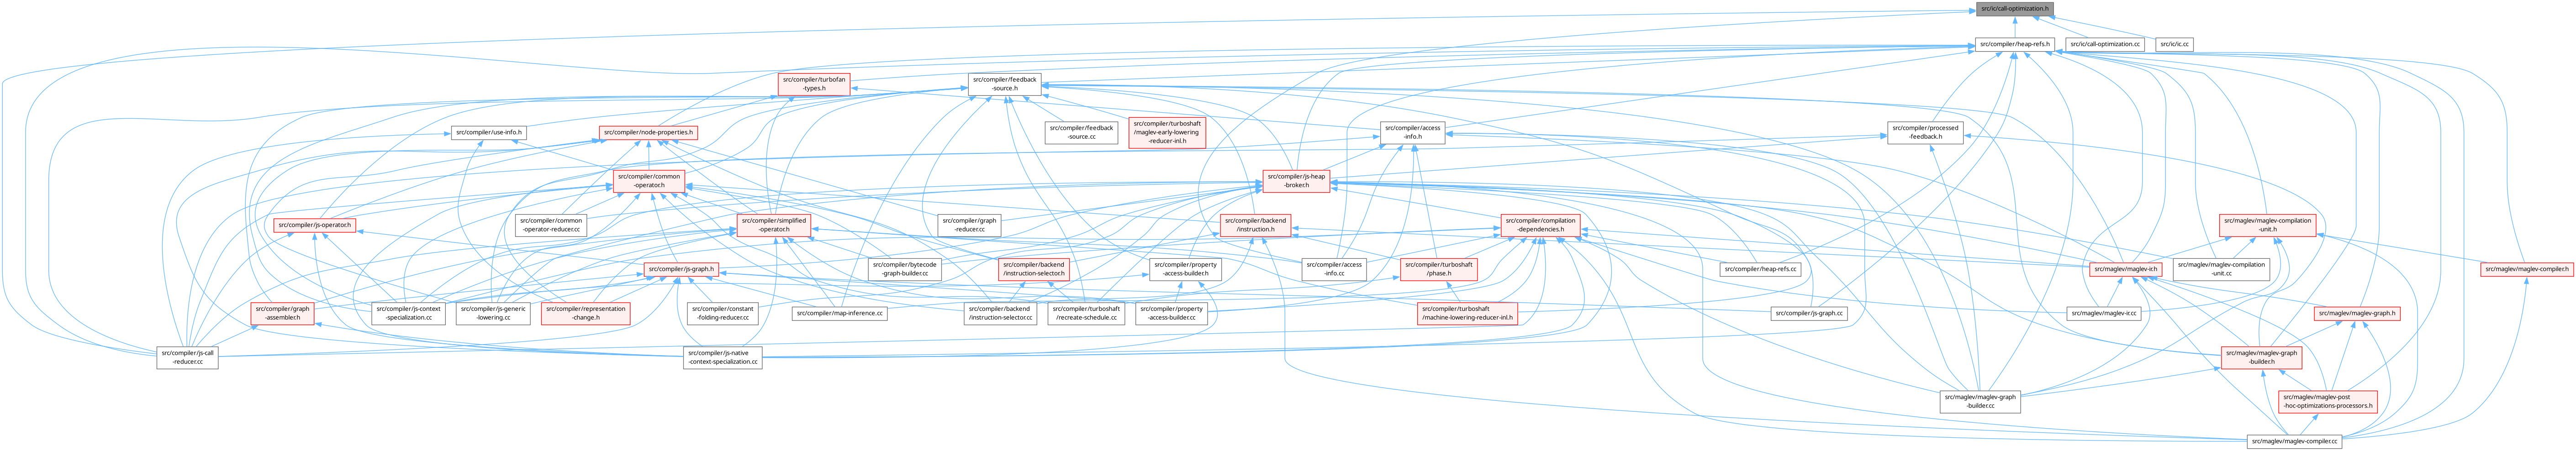 src/ic/call-optimization.h
src/compiler/heap-refs.h
src/ic/call-optimization.cc
src/ic/ic.cc
src/compiler/turbofan
-types.h
src/compiler/feedback
-source.h
src/compiler/use-info.h
src/compiler/node-properties.h
src/compiler/feedback
-source.cc
src/compiler/turboshaft
/maglev-early-lowering
-reducer-inl.h
src/compiler/access
-info.h
src/compiler/processed
-feedback.h
src/compiler/common
-operator.h
src/compiler/js-heap
-broker.h
src/compiler/js-operator.h
src/compiler/common
-operator-reducer.cc
src/compiler/simplified
-operator.h
src/compiler/graph
-reducer.cc
src/compiler/backend
/instruction.h
src/compiler/compilation
-dependencies.h
src/maglev/maglev-compilation
-unit.h
src/compiler/js-graph.h
src/compiler/bytecode
-graph-builder.cc
src/compiler/backend
/instruction-selector.h
src/compiler/property
-access-builder.h
src/compiler/access
-info.cc
src/compiler/turboshaft
/phase.h
src/compiler/heap-refs.cc
src/maglev/maglev-ir.h
src/maglev/maglev-compilation
-unit.cc
src/maglev/maglev-compiler.h
src/compiler/graph
-assembler.h
src/compiler/js-context
-specialization.cc
src/compiler/js-generic
-lowering.cc
src/compiler/representation
-change.h
src/compiler/constant
-folding-reducer.cc
src/compiler/map-inference.cc
src/compiler/backend
/instruction-selector.cc
src/compiler/turboshaft
/recreate-schedule.cc
src/compiler/property
-access-builder.cc
src/compiler/turboshaft
/machine-lowering-reducer-inl.h
src/compiler/js-graph.cc
src/maglev/maglev-ir.cc
src/maglev/maglev-graph.h
src/compiler/js-call
-reducer.cc
src/compiler/js-native
-context-specialization.cc
src/maglev/maglev-graph
-builder.h
src/maglev/maglev-graph
-builder.cc
src/maglev/maglev-post
-hoc-optimizations-processors.h
src/maglev/maglev-compiler.cc